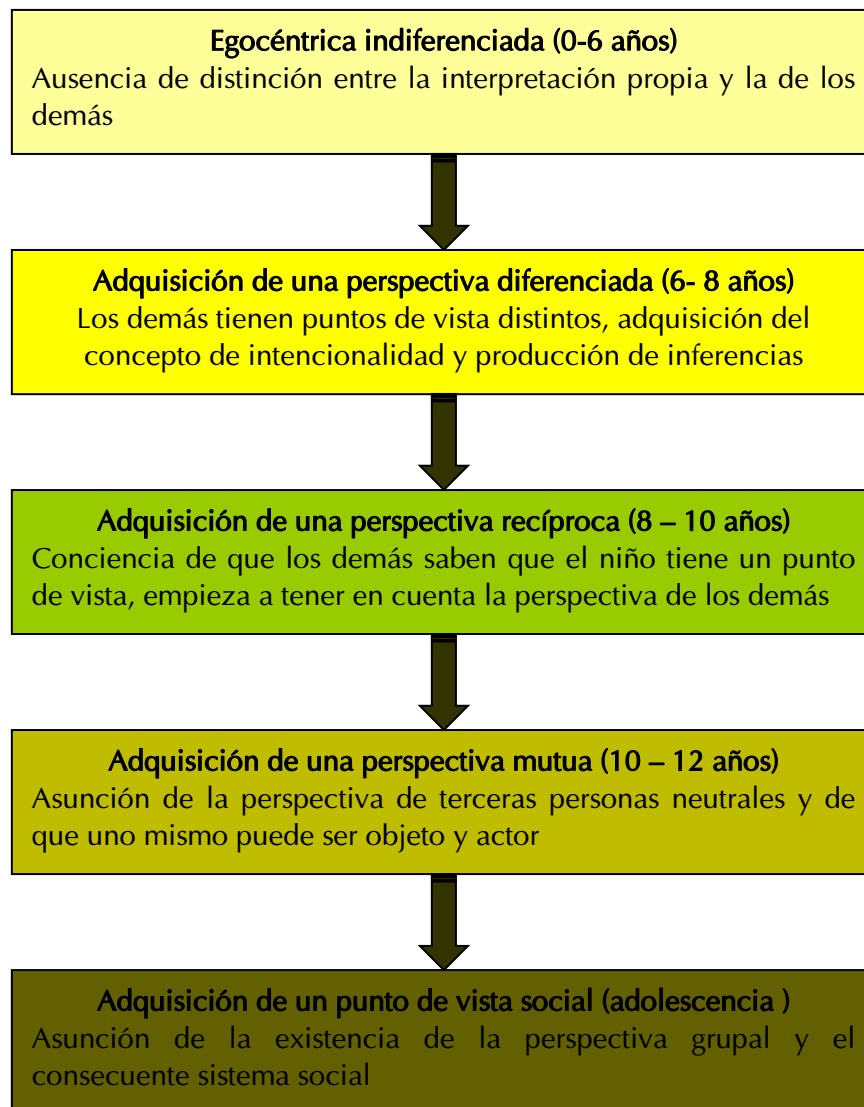 Egocéntrica indiferenciada (0-6 años)
Ausencia de distinción entre la interpretación propia y la de los
demás
Adquisición de una perspectiva diferenciada (6- 8 años)
Los demás tienen puntos de vista distintos, adquisición del
concepto de intencionalidad y producción de inferencias
Adquisición de una perspectiva recíproca (8 – 10 años)
Conciencia de que los demás saben que el niño tiene un punto
de vista, empieza a tener en cuenta la perspectiva de los demás
Adquisición de una perspectiva mutua (10 – 12 años)
Asunción de la perspectiva de terceras personas neutrales y de
que uno mismo puede ser objeto y actor
Adquisición de un punto de vista social (adolescencia )
Asunción de la existencia de la perspectiva grupal y el
consecuente sistema social